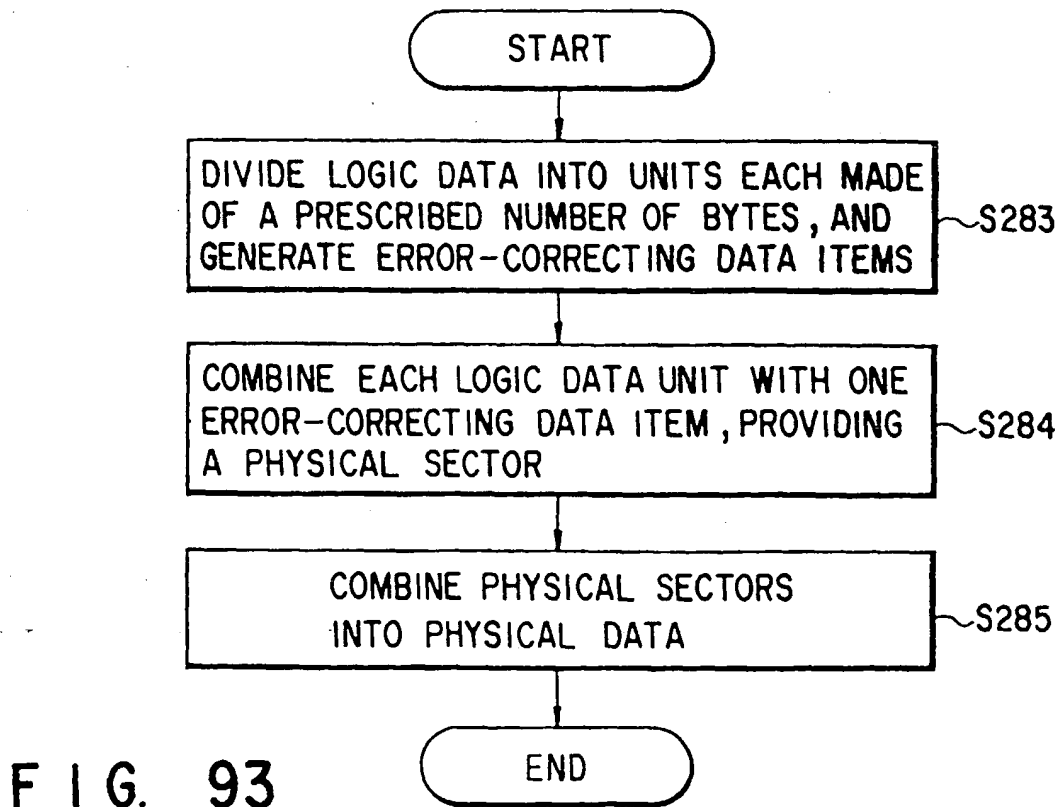 START
DIVIDE LOGIC DATA INTO UNITS EACH MADE
OF A PRESCRIBED NUMBER OF BYTES, AND
GENERATE ERROR-CORRECTING DATA ITEMS
S283
COMBINE EACH LOGIC DATA UNIT WITH ONE
ERROR-CORRECTING DATA ITEM, PROVIDING
A PHYSICAL SECTOR
S284
COMBINE PHYSICAL SECTORS
INTO PHYSICAL DATA
S285
END
FIG. 93